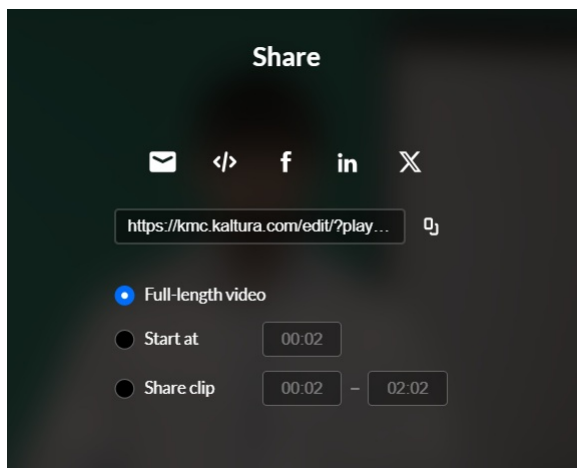 Share
</> f in X
https://kmc.kaltura.com/edit/?play...
Full-length video
Start at 00:02
Share clip 00:02 – 02:02